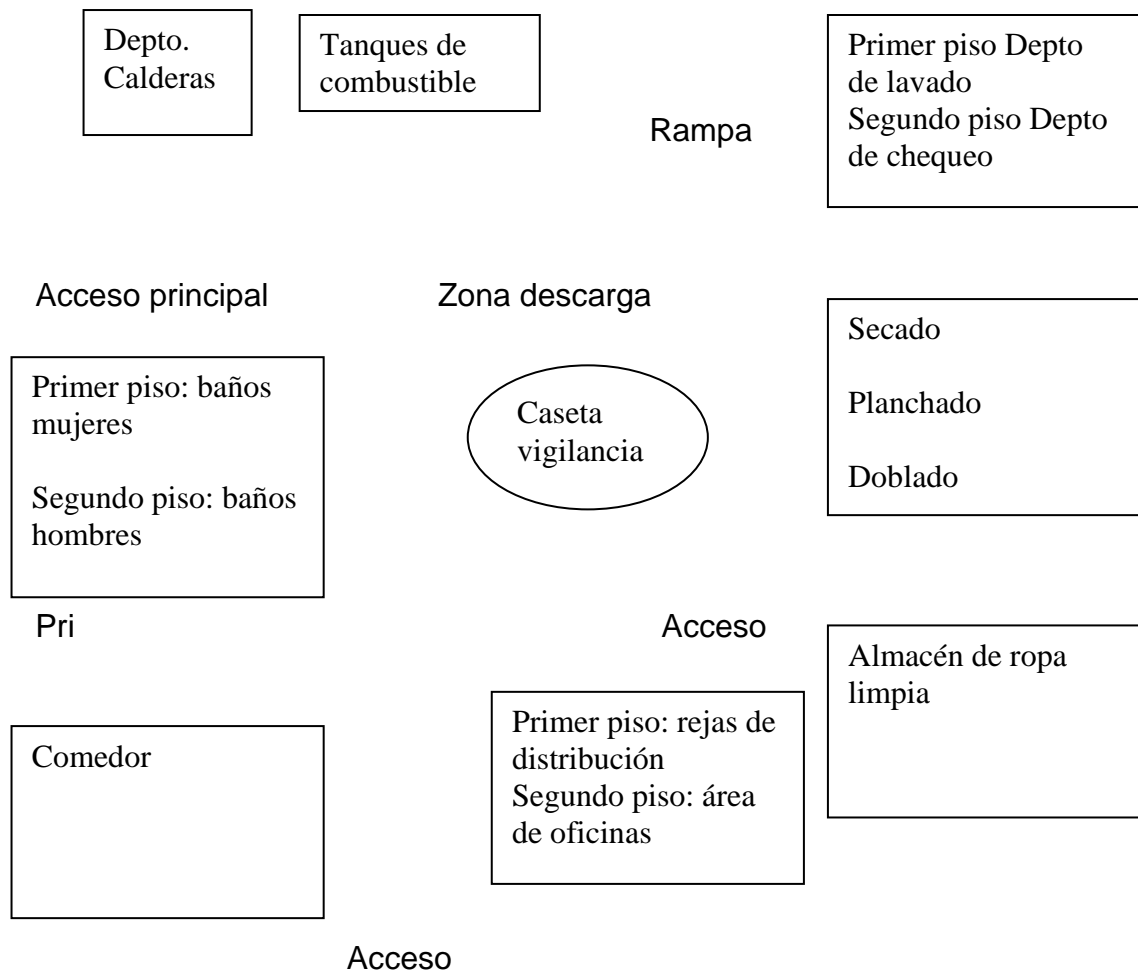 Depto.
Calderas
Tanques de
combustible
Rampa
Primer piso Depto
de lavado
Segundo piso Depto
de chequeo
Acceso principal
Zona descarga
Primer piso: baños
mujeres
Segundo piso: baños
hombres
Caseta
vigilancia
Secado
Planchado
Doblado
Pri
Acceso
Almacén de ropa
limpia
Comedor
Primer piso: rejas de
distribución
Segundo piso: área
de oficinas
Acceso